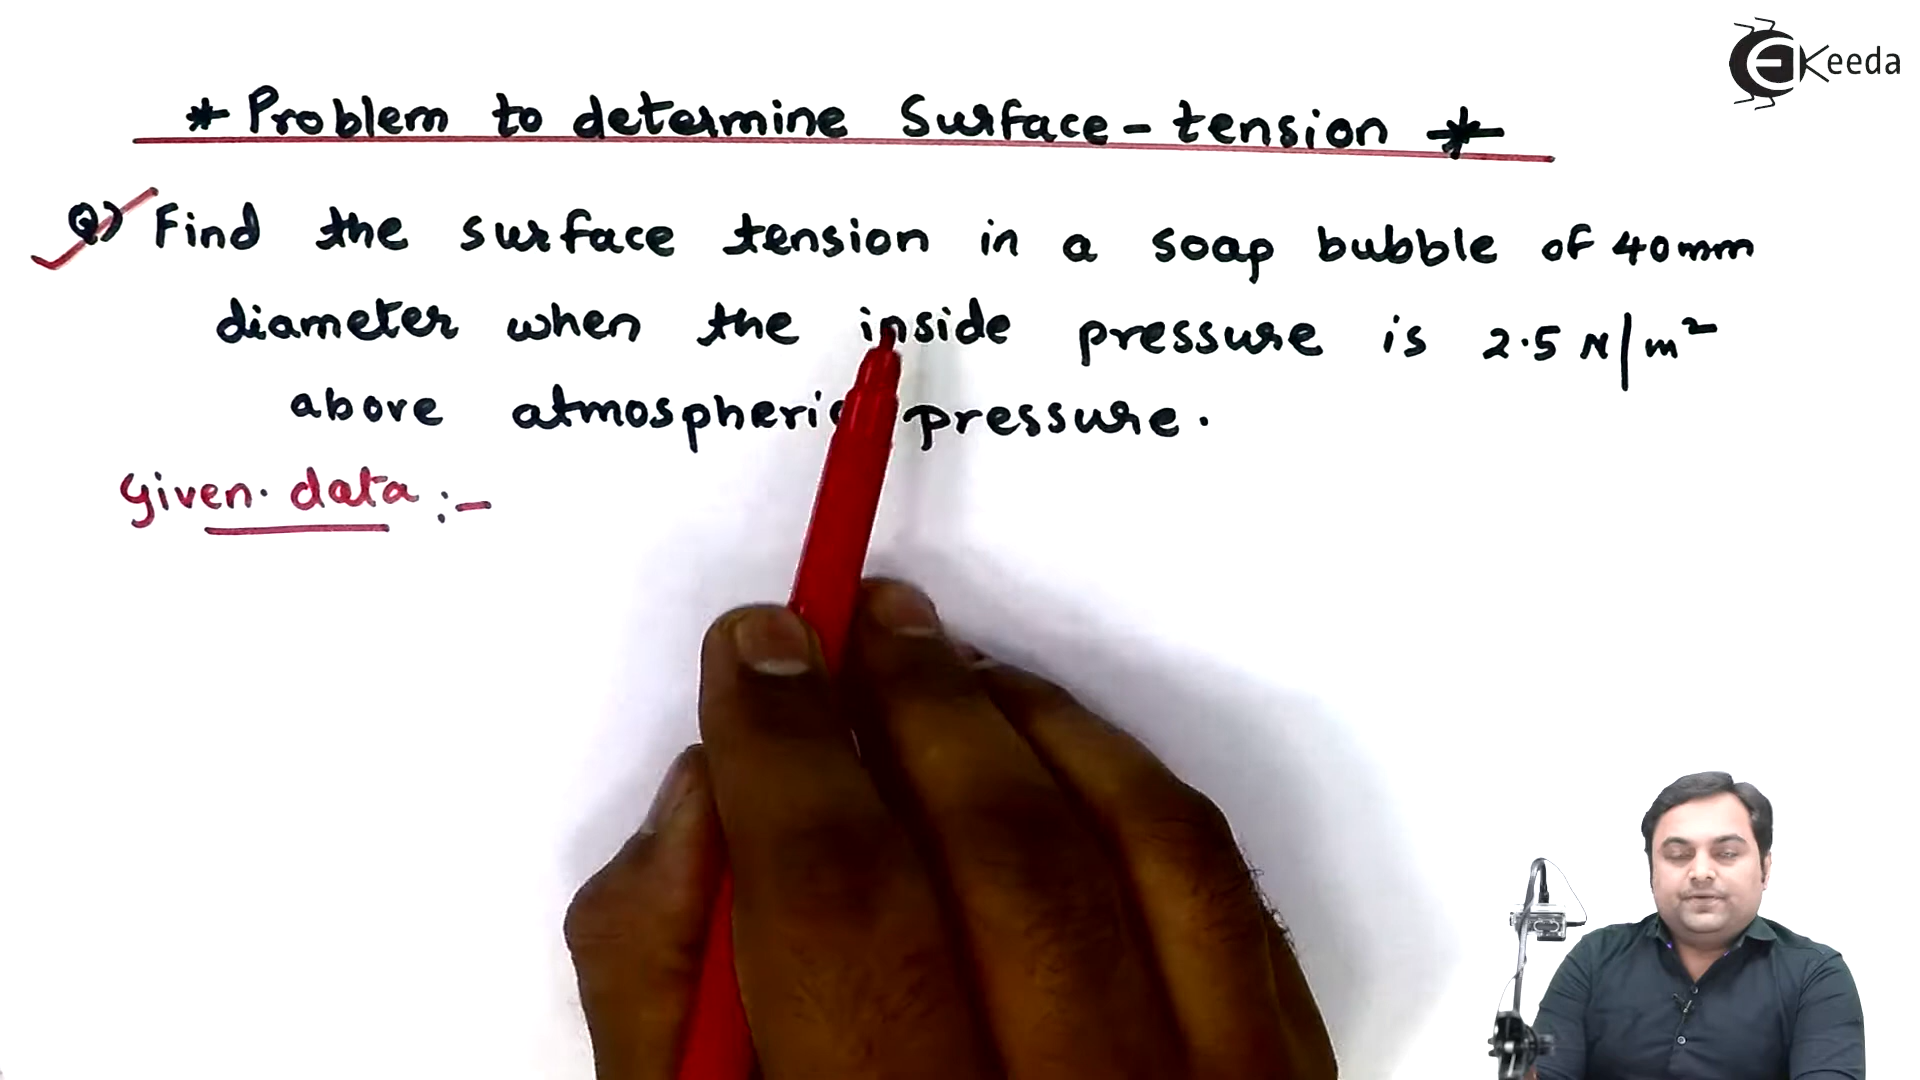 EKeeda
* Problem to determine Surface-tension *
Q) Find the surface tension in a soap bubble of 40mm
diameter when the inside pressure is 2.5 N/m²
above atmospheric pressure.
Given data :-